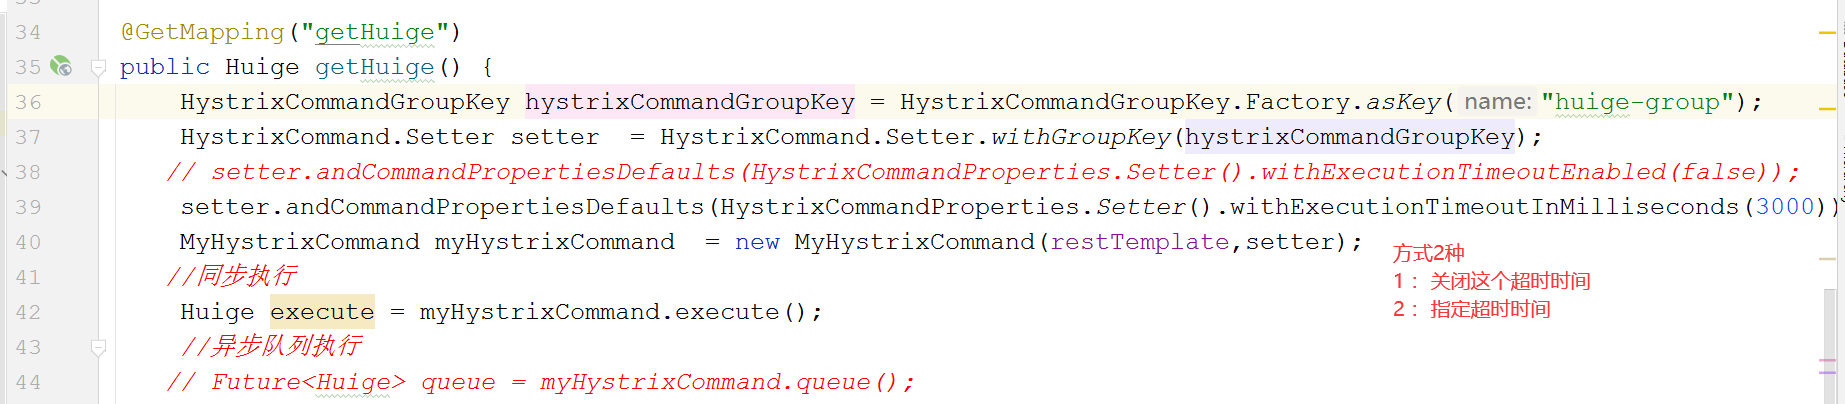 34 @GetMapping("getHuige")
35 public Huige getHuige() {
36 HystrixCommandGroupKey hystrixCommandGroupKey = HystrixCommandGroupKey.Factory.asKey( name: "huige-group");
37 HystrixCommand.Setter setter  = HystrixCommand.Setter.withGroupKey(hystrixCommandGroupKey);
38 // setter.andCommandPropertiesDefaults(HystrixCommandProperties.Setter().withExecutionTimeoutEnabled(false));
39 setter.andCommandPropertiesDefaults(HystrixCommandProperties.Setter().withExecutionTimeoutInMilliseconds(3000))
40 MyHystrixCommand myHystrixCommand  = new MyHystrixCommand(restTemplate,setter);
方式2种
41 //同步执行
1：关闭这个超时时间
42 Huige execute = myHystrixCommand.execute();
2：指定超时时间
43 //异步队列执行
44 // Future<Huige> queue = myHystrixCommand.queue();